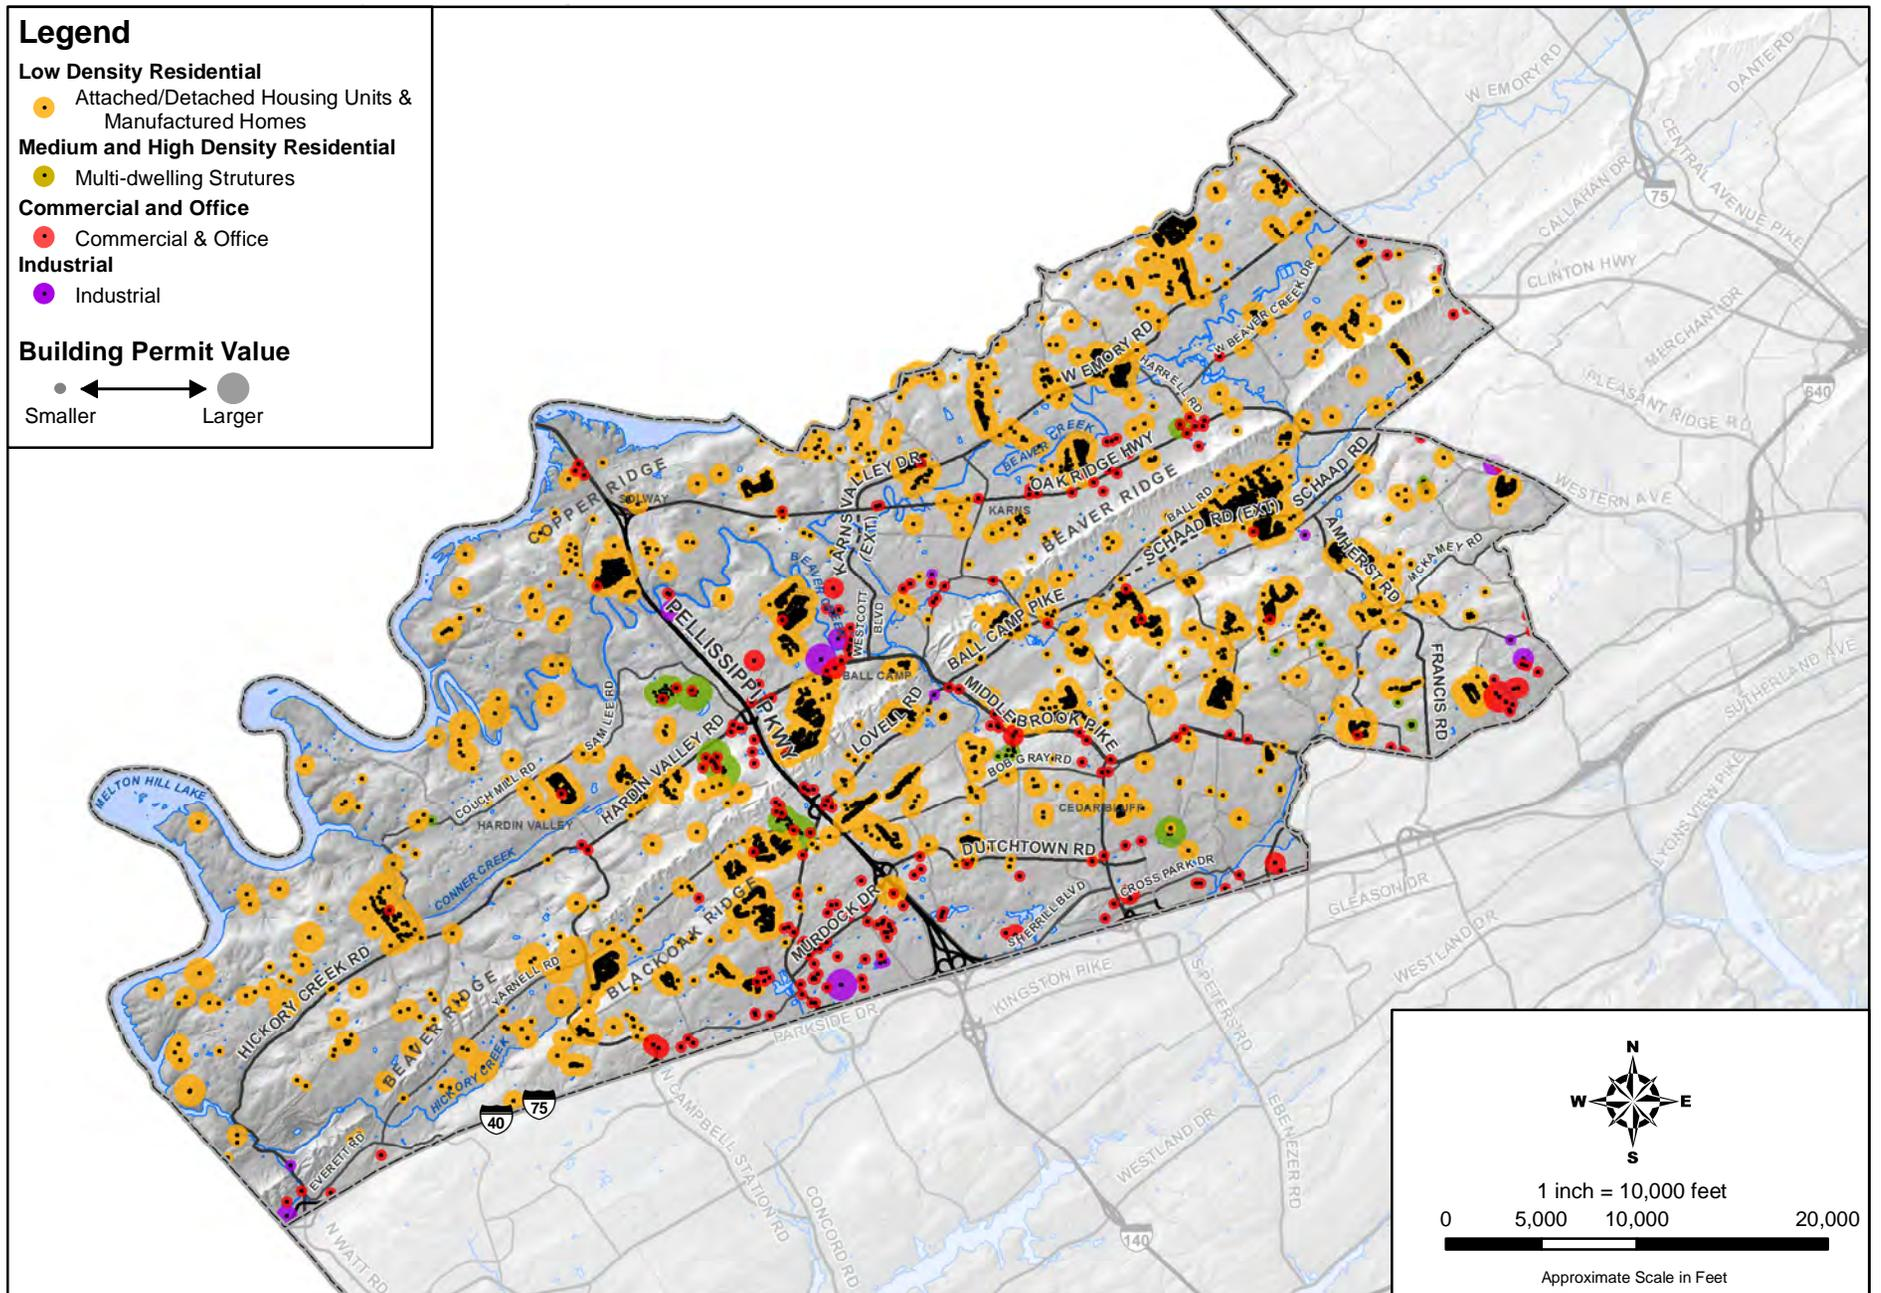 Legend
Low Density Residential
Attached/Detached Housing Units &
Manufactured Homes
Medium and High Density Residential
Multi-dwelling Strutures
Commercial and Office
Commercial & Office
Industrial
Industrial
Building Permit Value
Smaller
Larger
W EMORY RD
DANTE RD
CENTRAL AVENUE PIKE
CALLAHAN DR
75
CLINTON HWY
MERCHANT DR
PLEASANT RIDGE RD
640
WESTERN AVE
SUTHERLAND AVE
LYONS VIEW PIKE
W BEAVER CREEK DR
W EMORY RD
HARRELL RD
BEAVER CREEK
OAK RIDGE HWY
KARNS VALLEY DR
(EXT.)
COPPER RIDGE
SOLWAY
KARNS
BEAVER RIDGE
BALL RD
SCHAAD RD (EXT)
SCHAAD RD
AMHERST RD
MCKAMEY RD
FRANCIS RD
BEAVER CREEK
WESTCOTT
BLVD
BALL CAMP PIKE
BALL CAMP
PELLISSIPPI PKWY
MIDDLEBROOK PIKE
LOVELL RD
BOB GRAY RD
CEDAR BLUFF
SAM LEE RD
HARDIN VALLEY RD
COUCH MILL RD
HARDIN VALLEY
MELTON HILL LAKE
CONNER CREEK
DUTCHTOWN RD
CROSS PARK DR
SHERRILL BLVD
MURDOCK DR
BLACKOAK RIDGE
YARNELL RD
BEAVER RIDGE
HICKORY CREEK RD
HICKORY CREEK
EVERETT RD
40
75
GLEASON DR
WESTLAND DR
KINGSTON PIKE
PARKSIDE DR
S PETERS RD
N CAMPBELL STATION RD
CONCORD RD
WESTLAND DR
EBENEZER RD
140
N WATT RD
N
W
E
S
1 inch = 10,000 feet
0 5,000 10,000 20,000
Approximate Scale in Feet